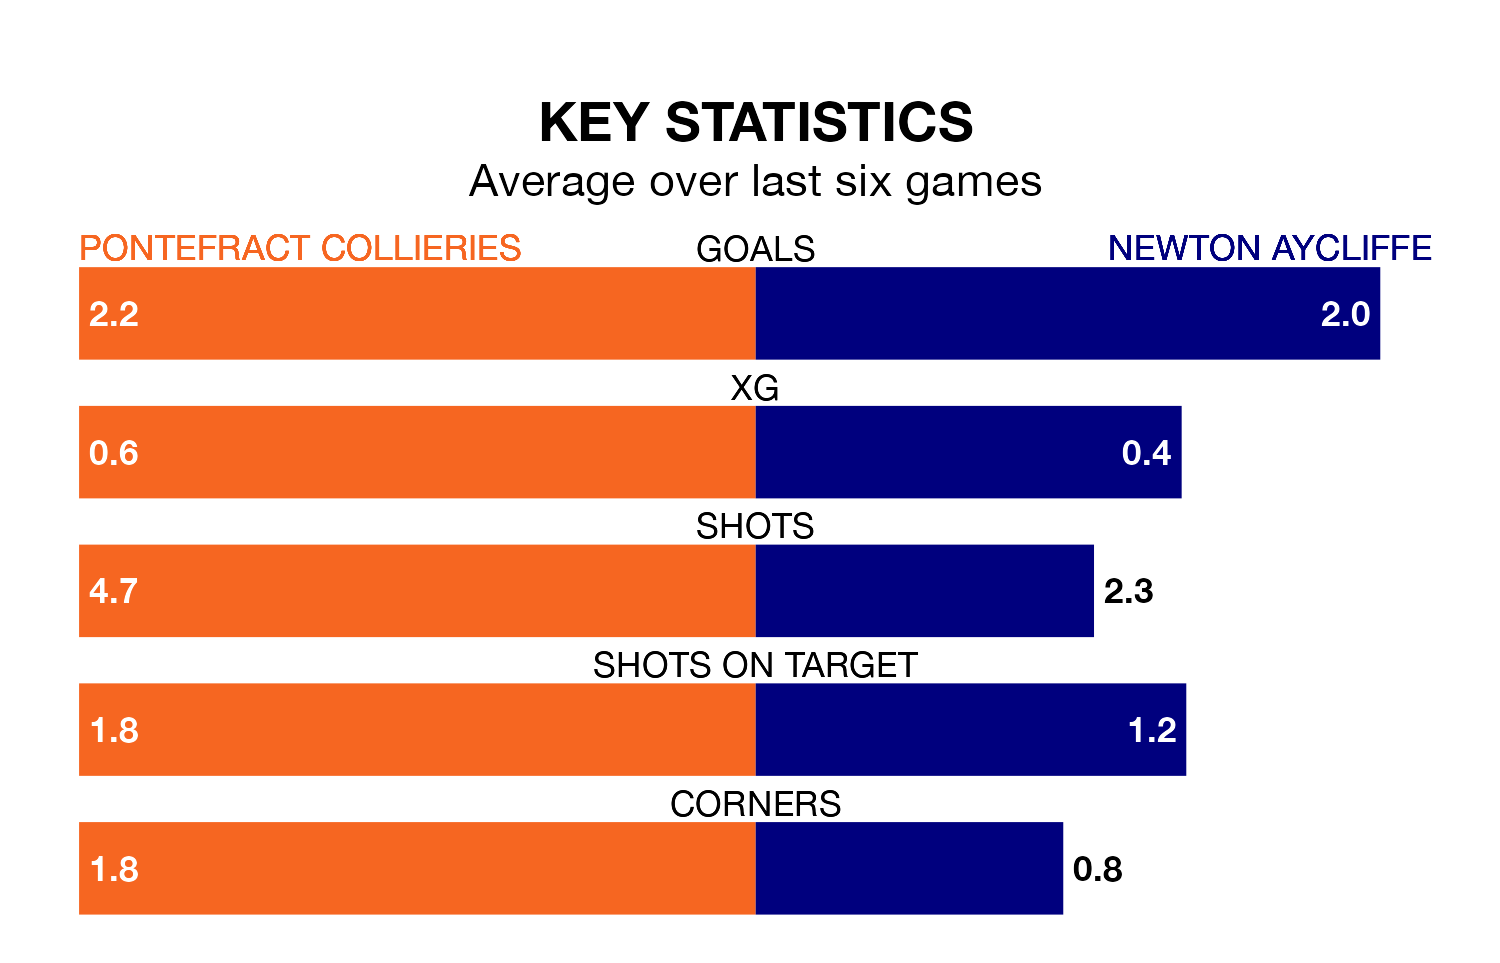 KEY STATISTICS
Average over last six games
PONTEFRACT COLLIERIES GOALS NEWTON AYCLIFFE
2.2 2.0
XG
0.6 0.4
SHOTS
4.7 2.3
SHOTS ON TARGET
1.8 1.2
CORNERS
1.8 0.8